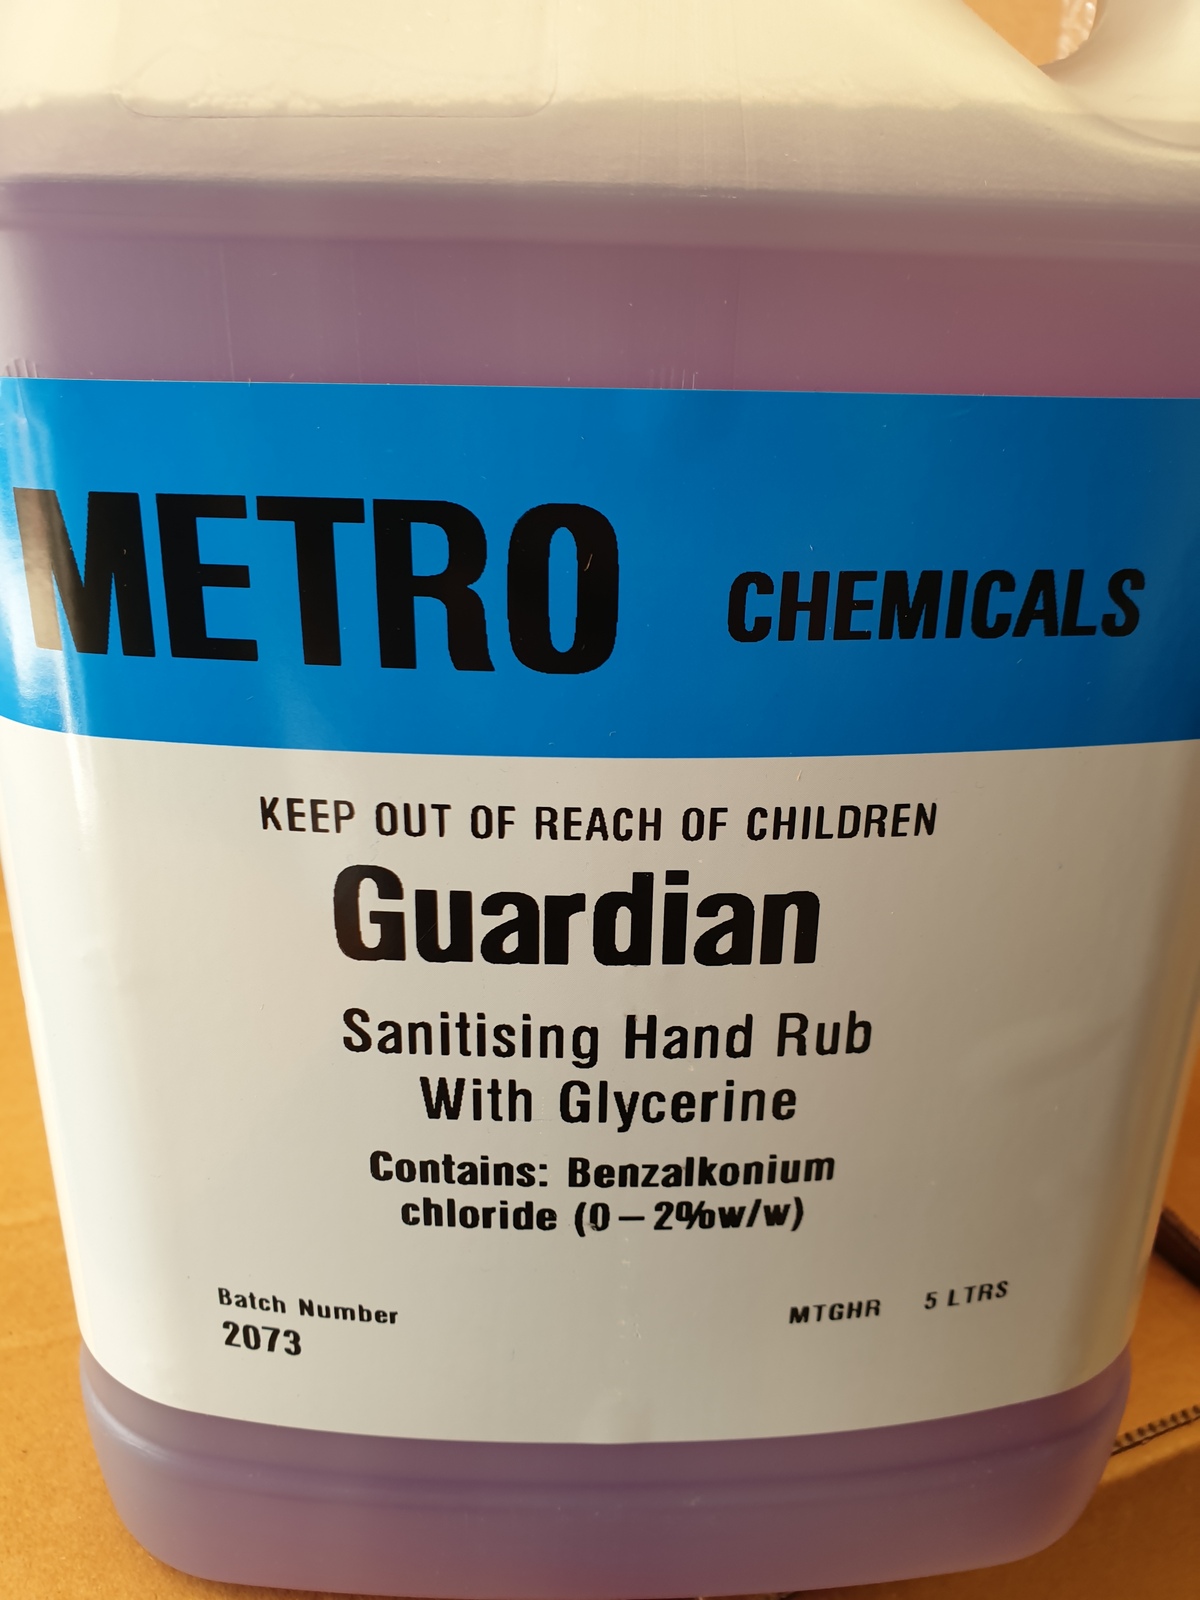 METRO CHEMICALS
KEEP OUT OF REACH OF CHILDREN
Guardian
Sanitising Hand Rub
With Glycerine
Contains: Benzalkonium
chloride (0 – 2%w/w)
Batch Number
2073
MTGHR 5 LTRS